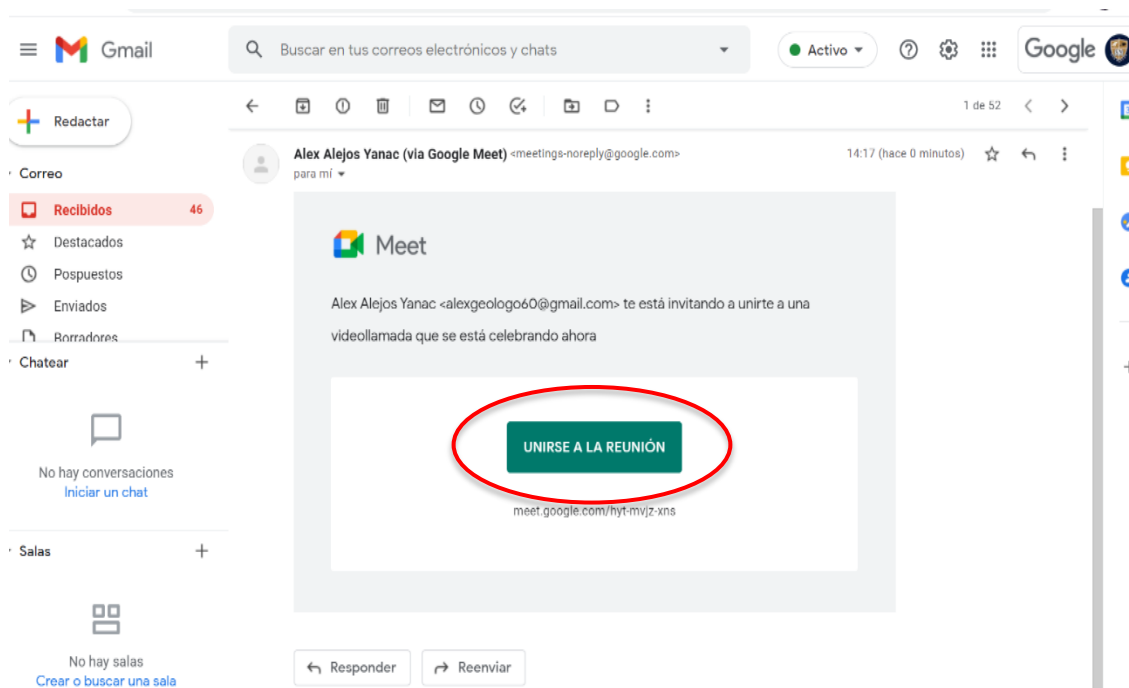 Gmail
Buscar en tus correos electrónicos y chats
Activo
Google
Redactar
1 de 52
Correo
Recibidos 46
Destacados
Pospuestos
Enviados
Borradores
Chatear
No hay conversaciones
Iniciar un chat
Salas
No hay salas
Crear o buscar una sala
Alex Alejos Yanac (via Google Meet) <meetings-noreply@google.com>
14:17 (hace 0 minutos)
para mí
Meet
Alex Alejos Yanac <alexgeologo60@gmail.com> te está invitando a unirte a una
videollamada que se está celebrando ahora
UNIRSE A LA REUNIÓN
meet.google.com/hyt-mvjz-xns
Responder
Reenviar